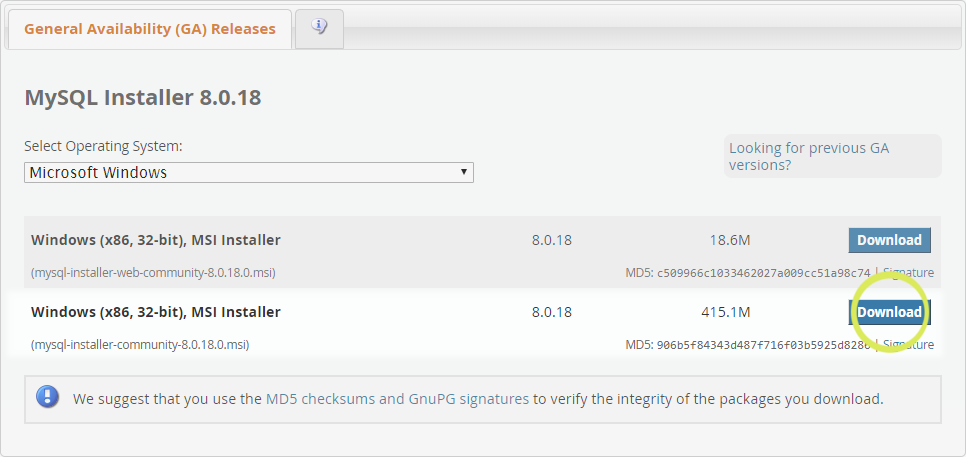 General Availability (GA) Releases
MySQL Installer 8.0.18
Select Operating System:
Looking for previous GA
versions?
Microsoft Windows
Windows (x86, 32-bit), MSI Installer 8.0.18 18.6M Download
(mysql-installer-web-community-8.0.18.0.msi) MD5: c509966c1033462027a009cc51a98c74 | Signature
Windows (x86, 32-bit), MSI Installer 8.0.18 415.1M Download
(mysql-installer-community-8.0.18.0.msi) MD5: 906b5f84343d487f716f03b5925d8286 | Signature
We suggest that you use the MD5 checksums and GnuPG signatures to verify the integrity of the packages you download.